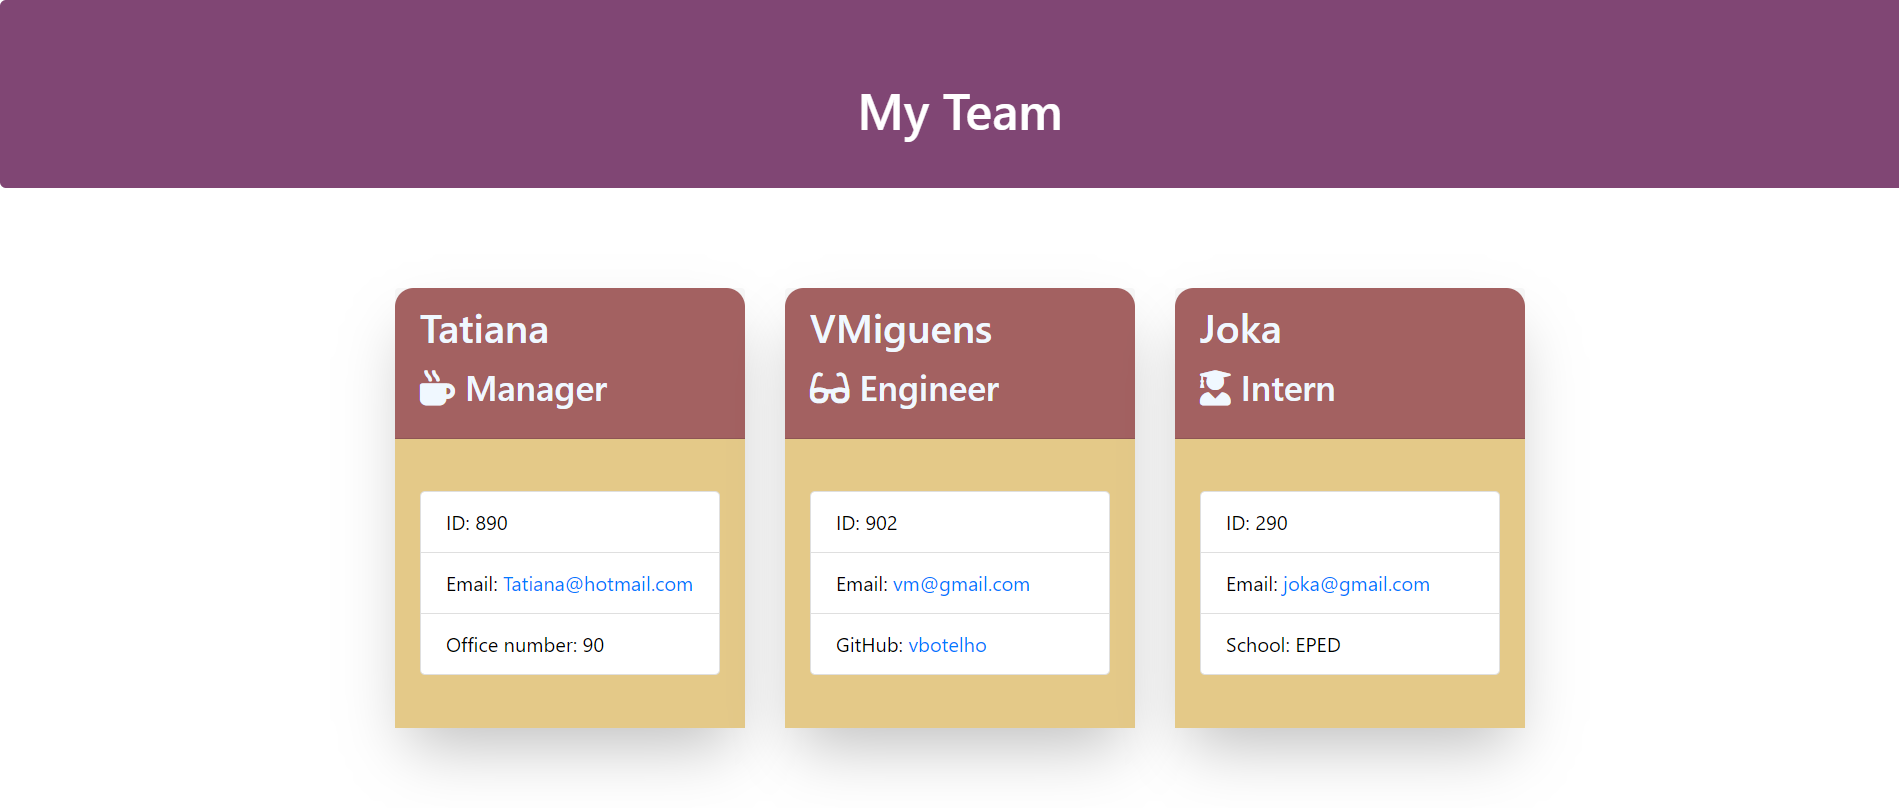 My Team
Tatiana
Manager
ID: 890
Email: Tatiana@hotmail.com
Office number: 90
VMiguens
Engineer
ID: 902
Email: vm@gmail.com
GitHub: vbotelho
Joka
Intern
ID: 290
Email: joka@gmail.com
School: EPED